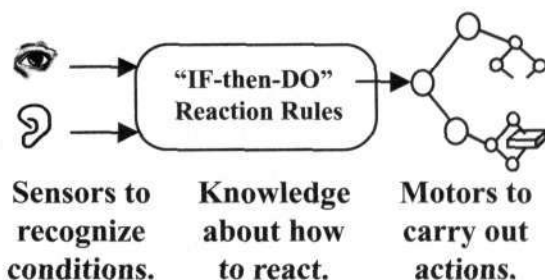 “IF-then-DO”
Reaction Rules
Sensors to
recognize
conditions.
Knowledge
about how
to react.
Motors to
carry out
actions.